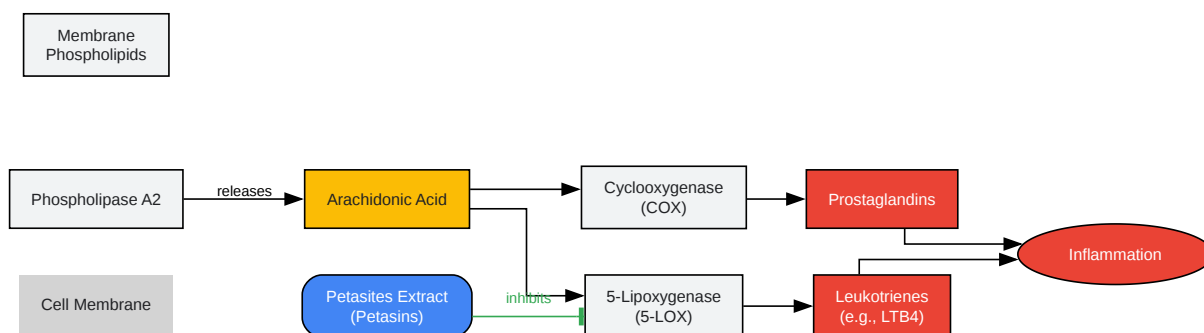 Membrane
Phospholipids
Phospholipase A2
releases
Arachidonic Acid
Cyclooxygenase
(COX)
Prostaglandins
Inflammation
Cell Membrane
Petasites Extract
(Petasins)
inhibits
5-Lipoxygenase
(5-LOX)
Leukotrienes
(e.g., LTB4)